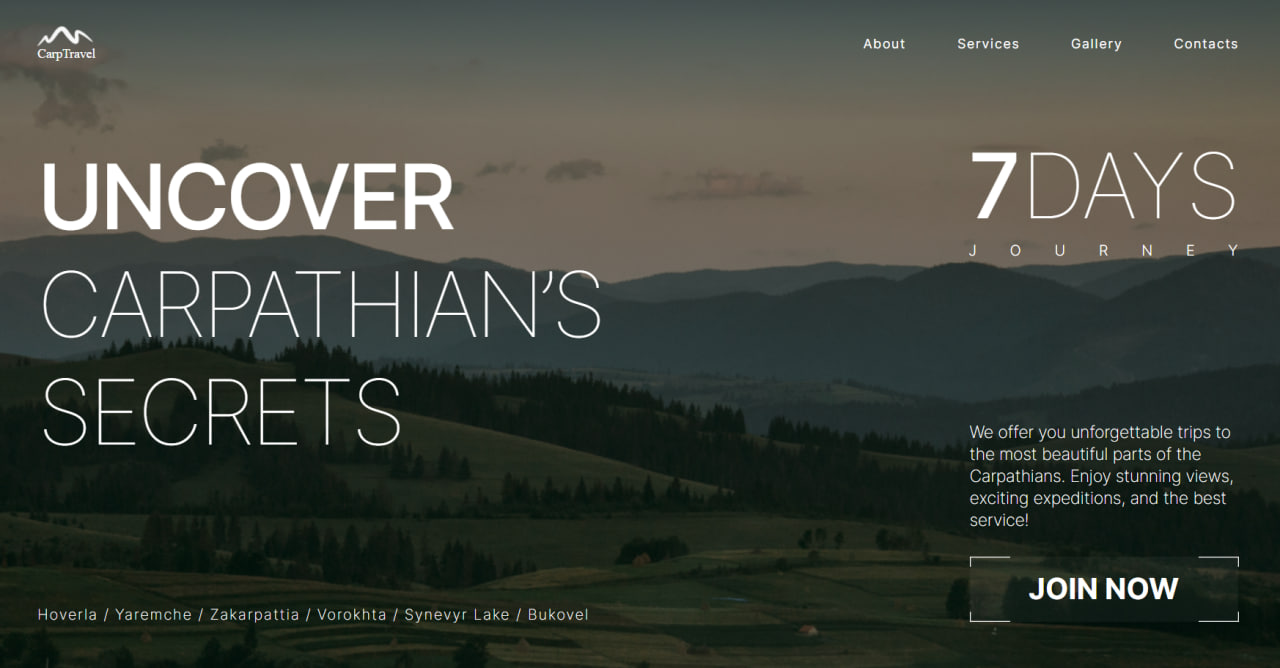 CarpTravel
About Services Gallery Contacts
UNCOVER
CARPATHIAN’S
SECRETS
7DAYS
JOURNEY
We offer you unforgettable trips to
the most beautiful parts of the
Carpathians. Enjoy stunning views,
exciting expeditions, and the best
service!
JOIN NOW
Hoverla / Yaremche / Zakarpattia / Vorokhta / Synevyr Lake / Bukovel